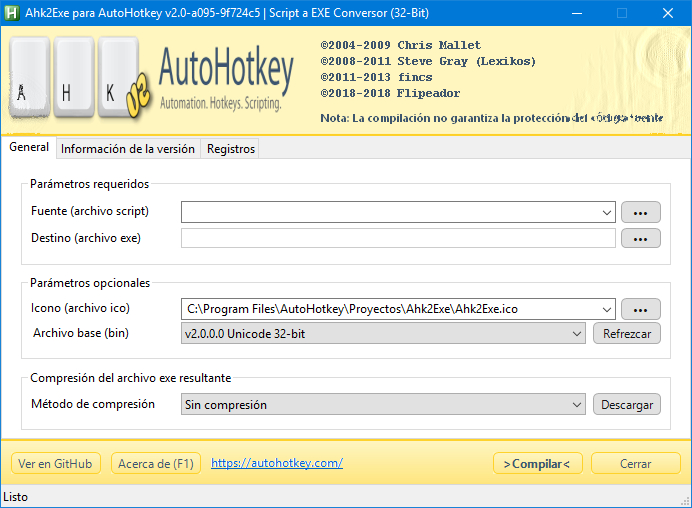 Ahk2Exe para AutoHotkey v2.0-a095-9f724c5 | Script a EXE Conversor (32-Bit)
A H K v2
AutoHotkey
Automation. Hotkeys. Scripting.
©2004-2009 Chris Mallet
©2008-2011 Steve Gray (Lexikos)
©2011-2013 fincs
©2018-2018 Flipeador
Nota: La compilación no garantiza la protección del código fuente
General Información de la versión Registros
Parámetros requeridos
Fuente (archivo script) ...
Destino (archivo exe) ...
Parámetros opcionales
Icono (archivo ico) C:\Program Files\AutoHotkey\Proyectos\Ahk2Exe\Ahk2Exe.ico ...
Archivo base (bin) v2.0.0.0 Unicode 32-bit Refrezcar
Compresión del archivo exe resultante
Método de compresión Sin compresión Descargar
Ver en GitHub Acerca de (F1) https://autohotkey.com/ >Compilar< Cerrar
Listo